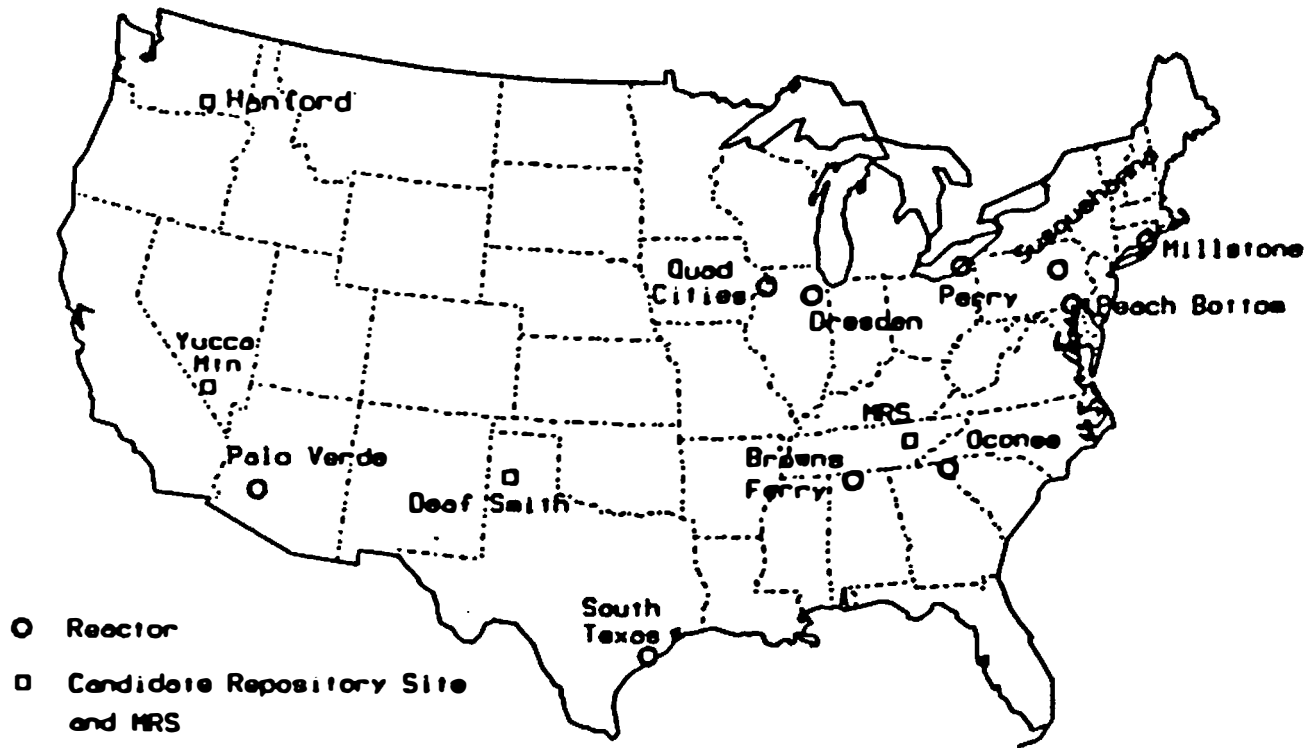 Hanford
Susquehanna
Millstone
Quad
Cities
Perry
Peach Bottom
Dresden
Yucca
Mtn
MRS
Palo Verde
Browns
Ferry
Oconee
Deaf Smith
South
Texas
Reactor
Candidate Repository Site
and MRS